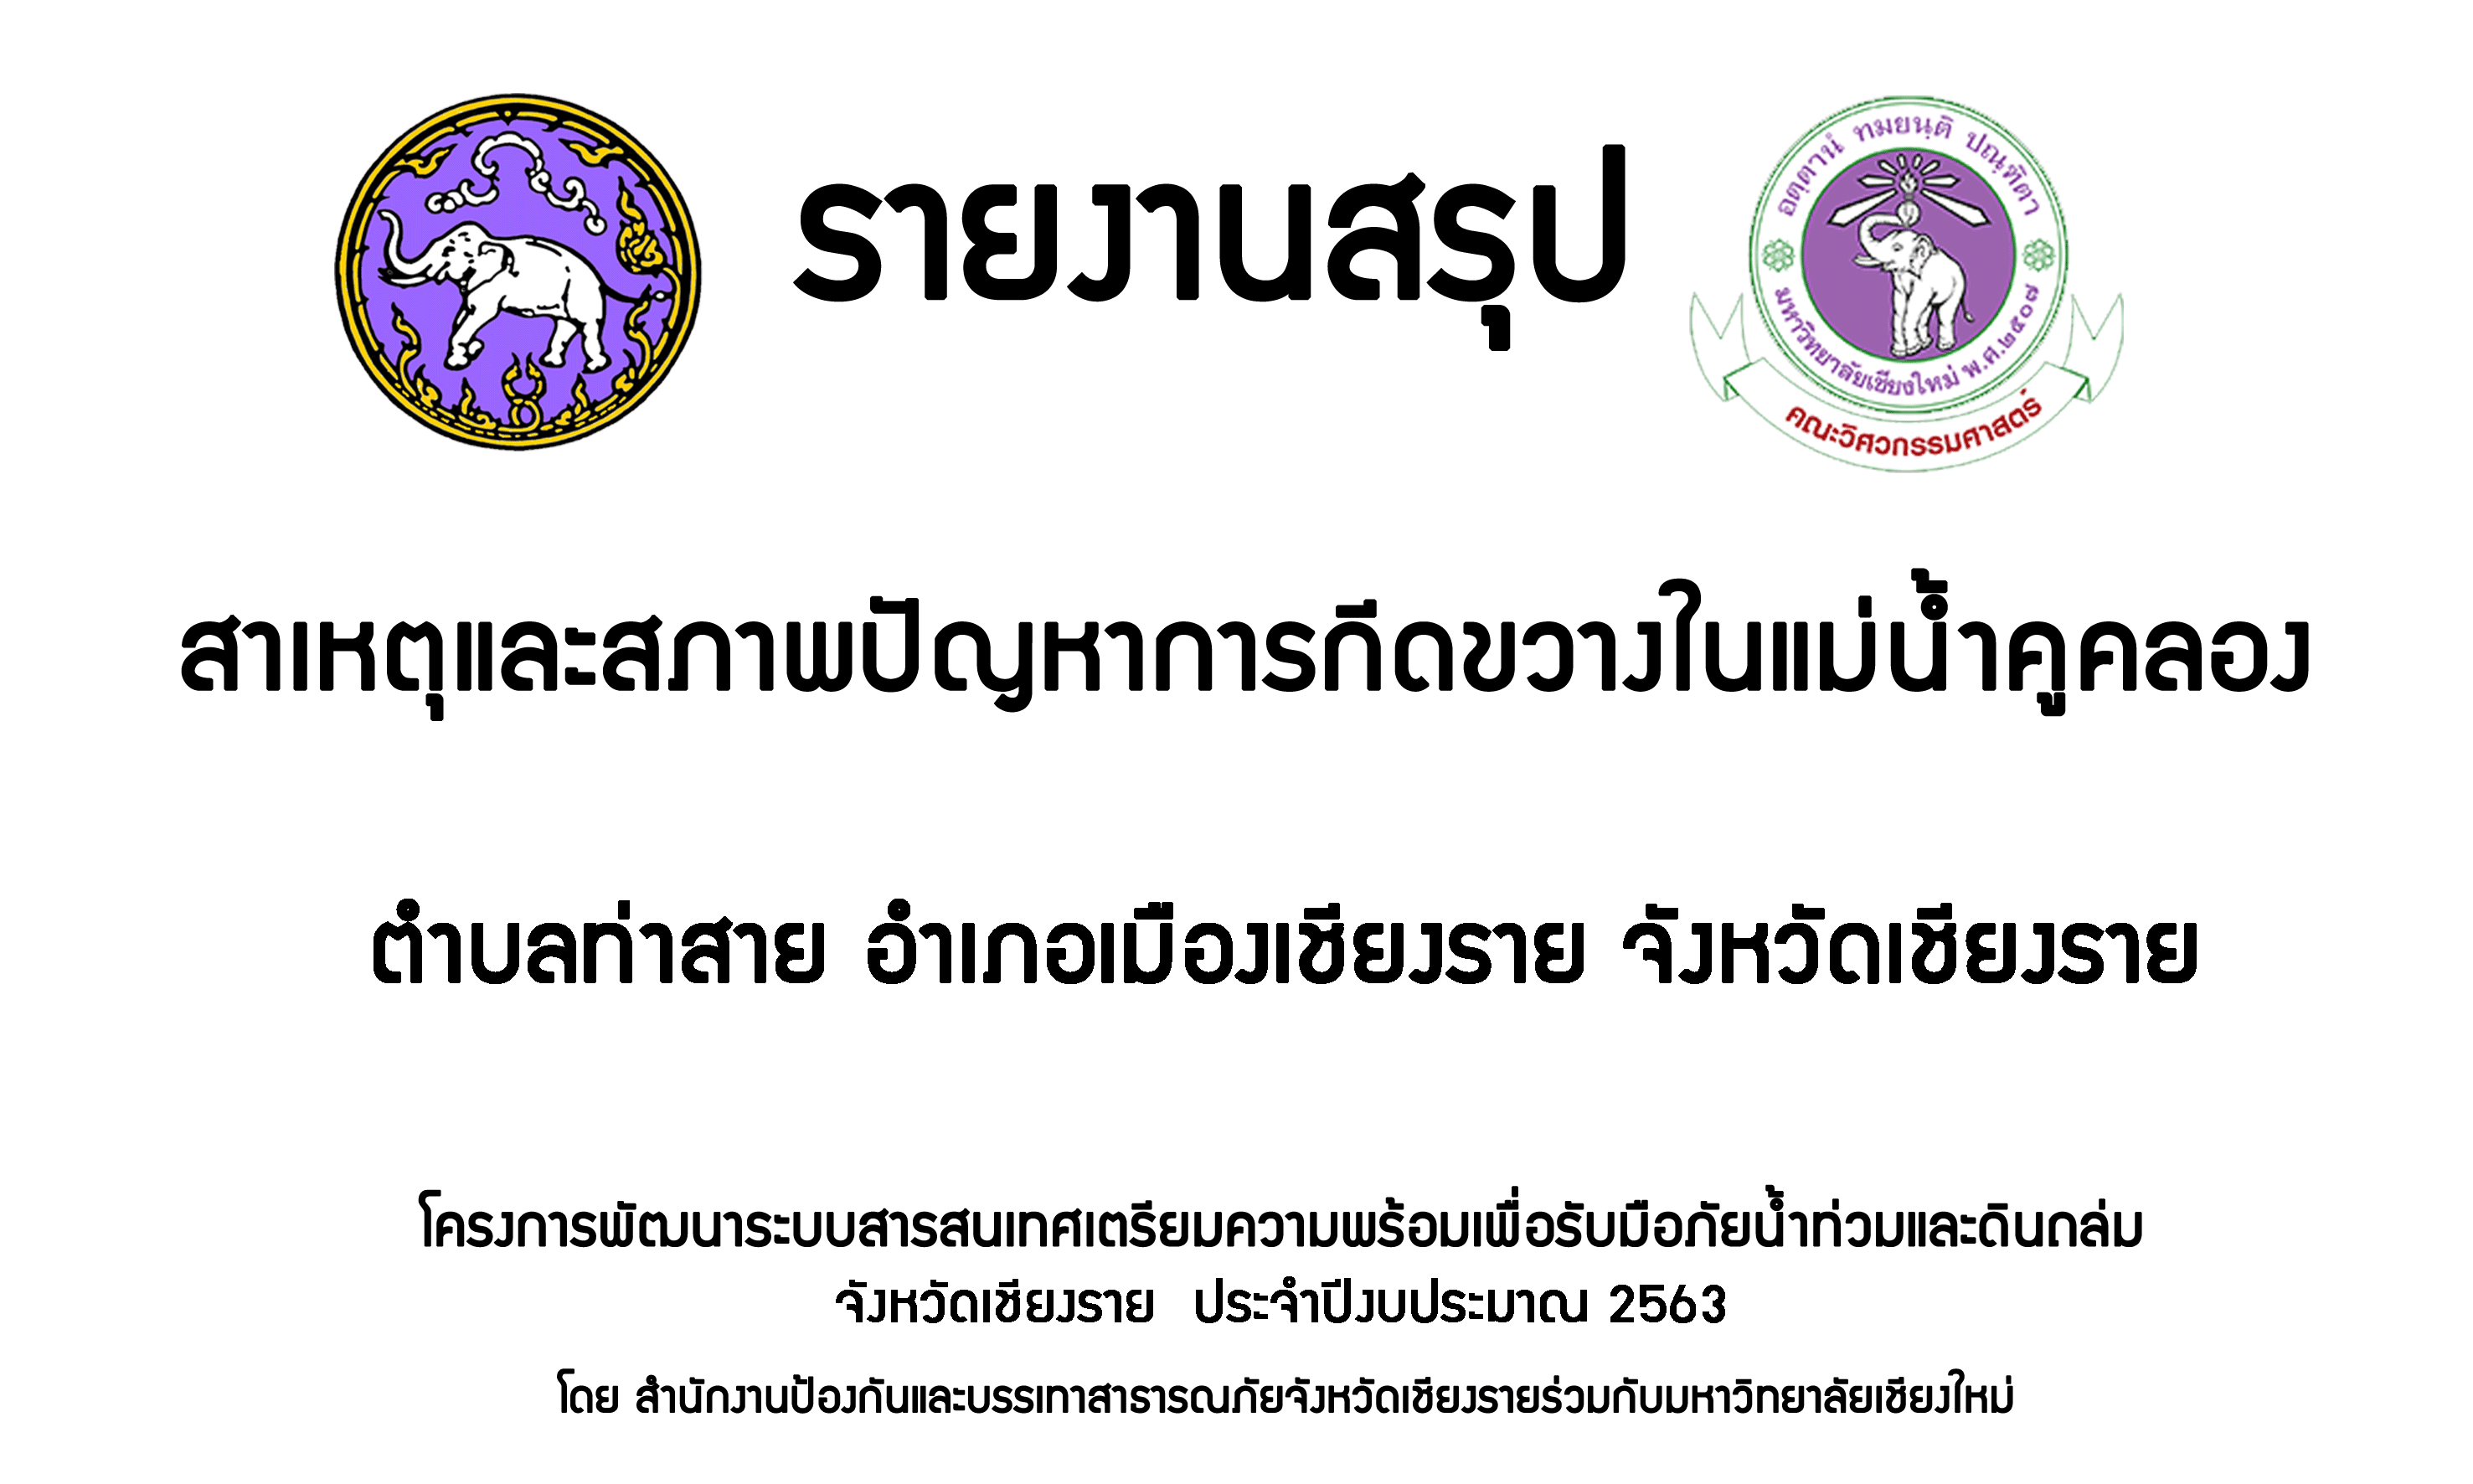 รายงานสรุป
อตฺตานํ ทมยนฺติ ปณฺฑิตา
มหาวิทยาลัยเชียงใหม่ พ.ศ.๒๕๐๗
คณะวิศวกรรมศาสตร์
สาเหตุและสภาพปัญหาการกีดขวางในแม่น้ำคูคลอง
ตำบลท่าสาย อำเภอเมืองเชียงราย จังหวัดเชียงราย
โครงการพัฒนาระบบสารสนเทศเตรียมความพร้อมเพื่อรับมือภัยน้ำท่วมและดินถล่ม
จังหวัดเชียงราย ประจำปีงบประมาณ 2563
โดย สำนักงานป้องกันและบรรเทาสาธารณภัยจังหวัดเชียงรายร่วมกับมหาวิทยาลัยเชียงใหม่